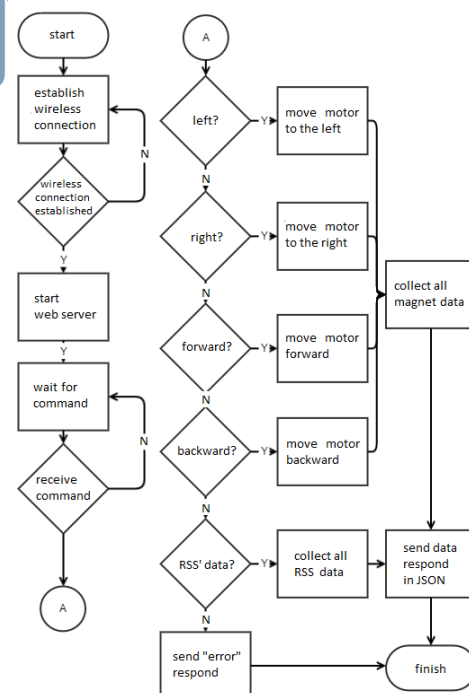 start
establish
wireless
connection
N
wireless
connection
established
Y
start
web server
Y
wait for
command
N
receive
command
A
A
left?
Y
move motor
to the left
N
right?
Y
move motor
to the right
N
forward?
Y
move motor
forward
N
backward?
Y
move motor
backward
collect all
magnet data
N
RSS' data?
Y
collect all
RSS data
send data
respond
in JSON
N
send "error"
respond
finish